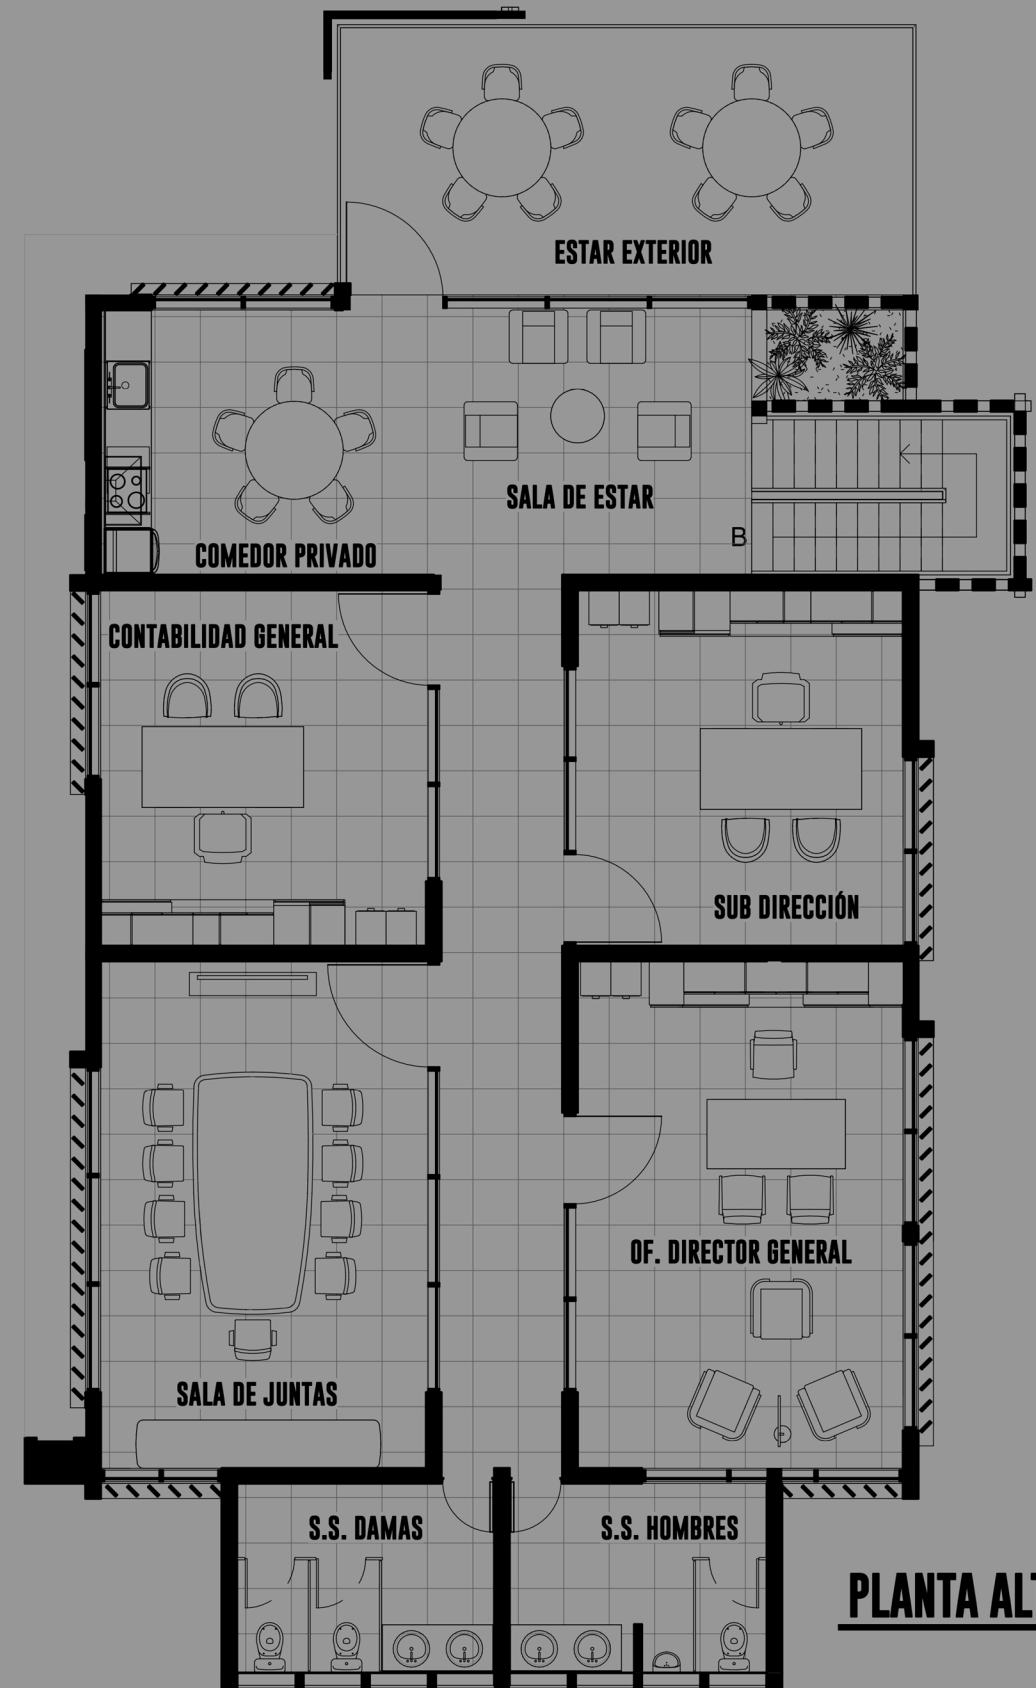 ESTAR EXTERIOR
SALA DE ESTAR
B
COMEDOR PRIVADO
CONTABILIDAD GENERAL
SUB DIRECCIÓN
OF. DIRECTOR GENERAL
SALA DE JUNTAS
S.S. DAMAS
S.S. HOMBRES
PLANTA